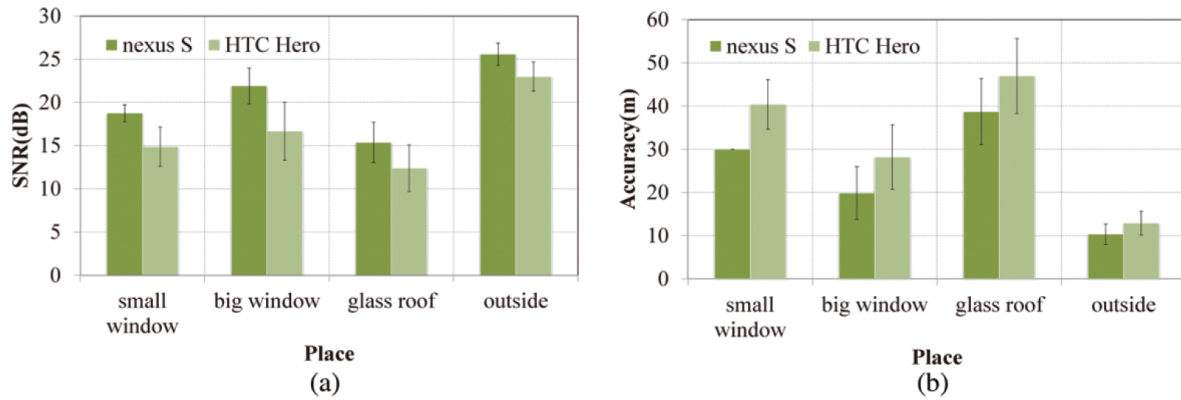 30
25
20
15
10
5
0
SNR(dB)
nexus S HTC Hero
small window
big window
glass roof
outside
Place
(a)
60
50
40
30
20
10
0
Accuracy(m)
nexus S HTC Hero
small window
big window
glass roof
outside
Place
(b)